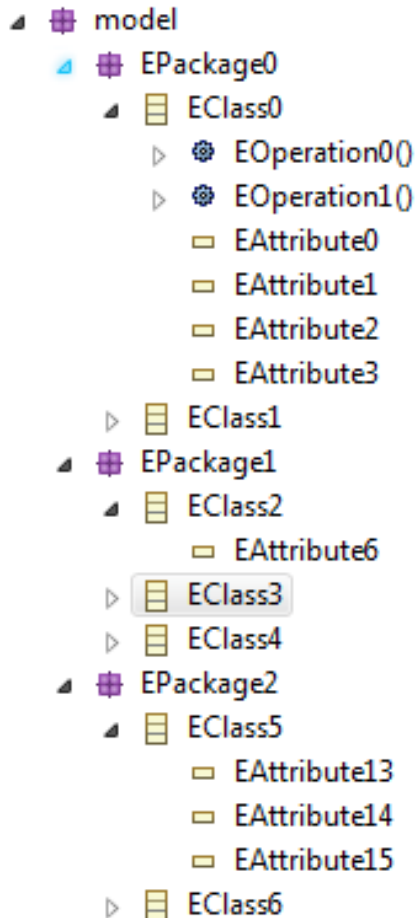 model
EPackage0
EClass0
EOperation0()
EOperation1()
EAttribute0
EAttribute1
EAttribute2
EAttribute3
EClass1
EPackage1
EClass2
EAttribute6
EClass3
EClass4
EPackage2
EClass5
EAttribute13
EAttribute14
EAttribute15
EClass6